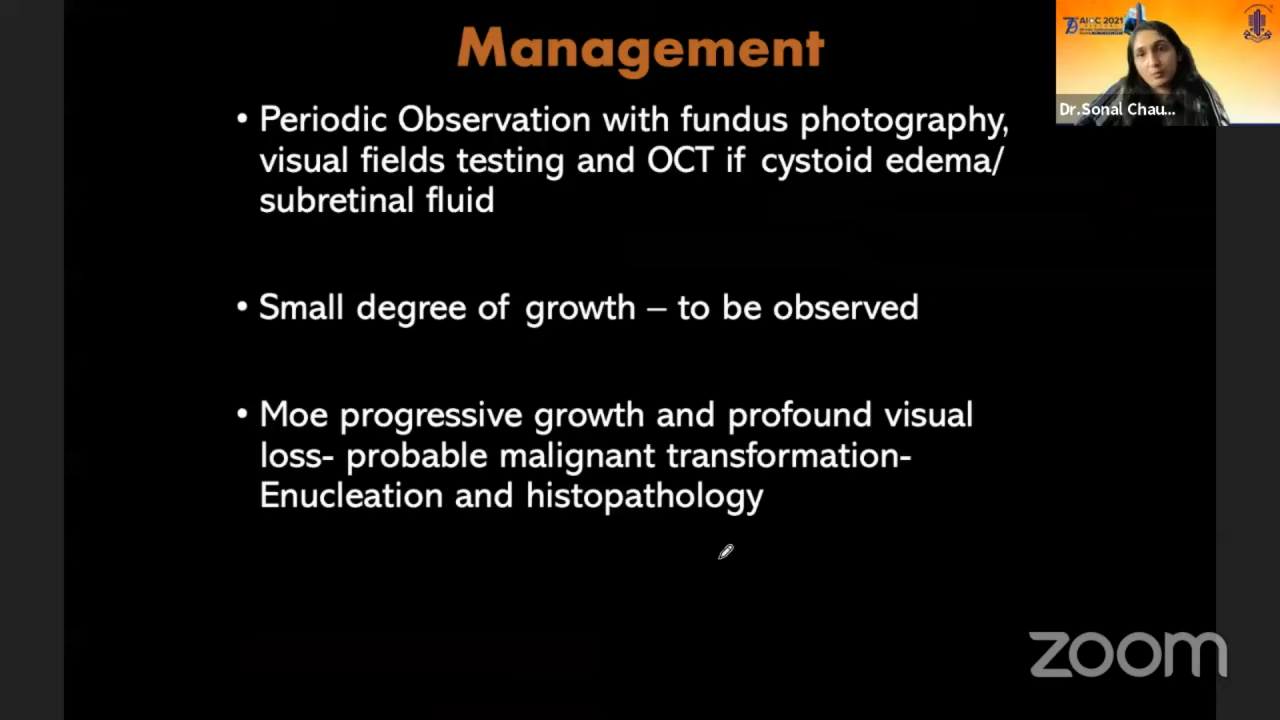 Management
AIOC 2021
Dr.Sonal Chau...
• Periodic Observation with fundus photography,
visual fields testing and OCT if cystoid edema/
subretinal fluid
• Small degree of growth – to be observed
• Moe progressive growth and profound visual
loss- probable malignant transformation-
Enucleation and histopathology
zoom